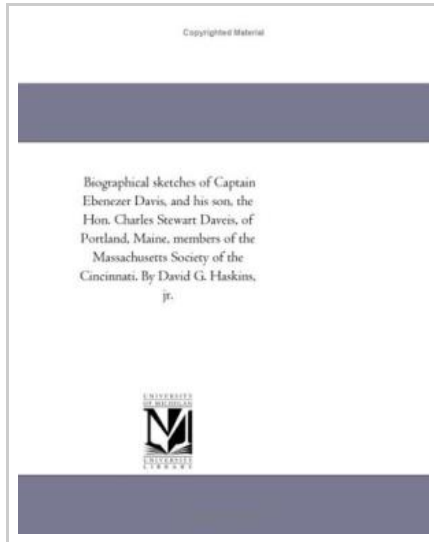 Copyrighted Material
Biographical sketches of Captain
Ebenezer Davis, and his son, the
Hon. Charles Stewart Daveis, of
Portland, Maine, members of the
Massachusetts Society of the
Cincinnati. By David G. Haskins,
jr.
UNIVERSITY
OF MICHIGAN
M
UNIVERSITY
LIBRARY